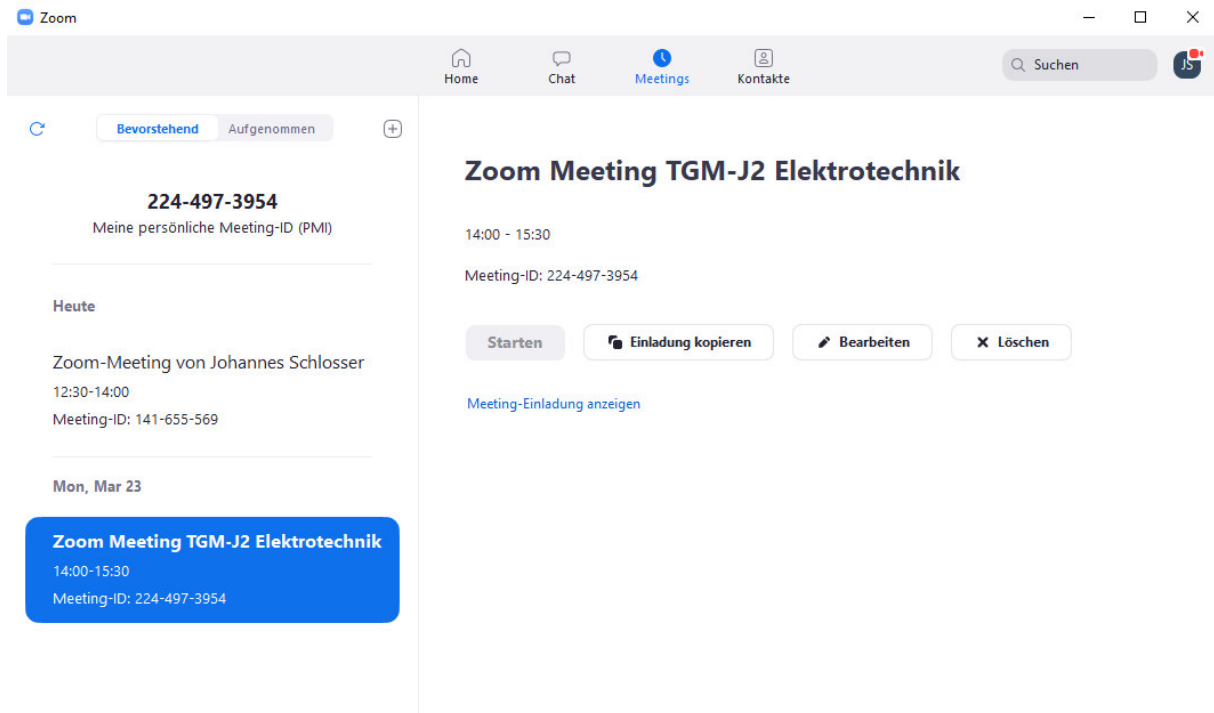 Zoom
Home
Chat
Meetings
Kontakte
Suchen
JS
Bevorstehend
Aufgenommen
224-497-3954
Meine persönliche Meeting-ID (PMI)
Heute
Zoom-Meeting von Johannes Schlosser
12:30-14:00
Meeting-ID: 141-655-569
Mon, Mar 23
Zoom Meeting TGM-J2 Elektrotechnik
14:00-15:30
Meeting-ID: 224-497-3954
Zoom Meeting TGM-J2 Elektrotechnik
14:00 - 15:30
Meeting-ID: 224-497-3954
Starten
Einladung kopieren
Bearbeiten
Löschen
Meeting-Einladung anzeigen